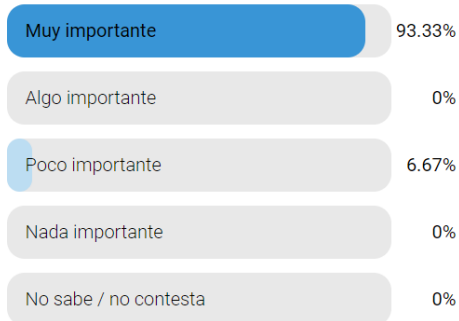 Muy importante 93.33%
Algo importante 0%
Poco importante 6.67%
Nada importante 0%
No sabe / no contesta 0%